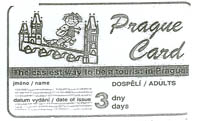 Prague
Card
The easiest way to be a tourist in Prague.
jméno / name
DOSPĚLÍ / ADULTS
datum vydání / date of issue
3 dny
days